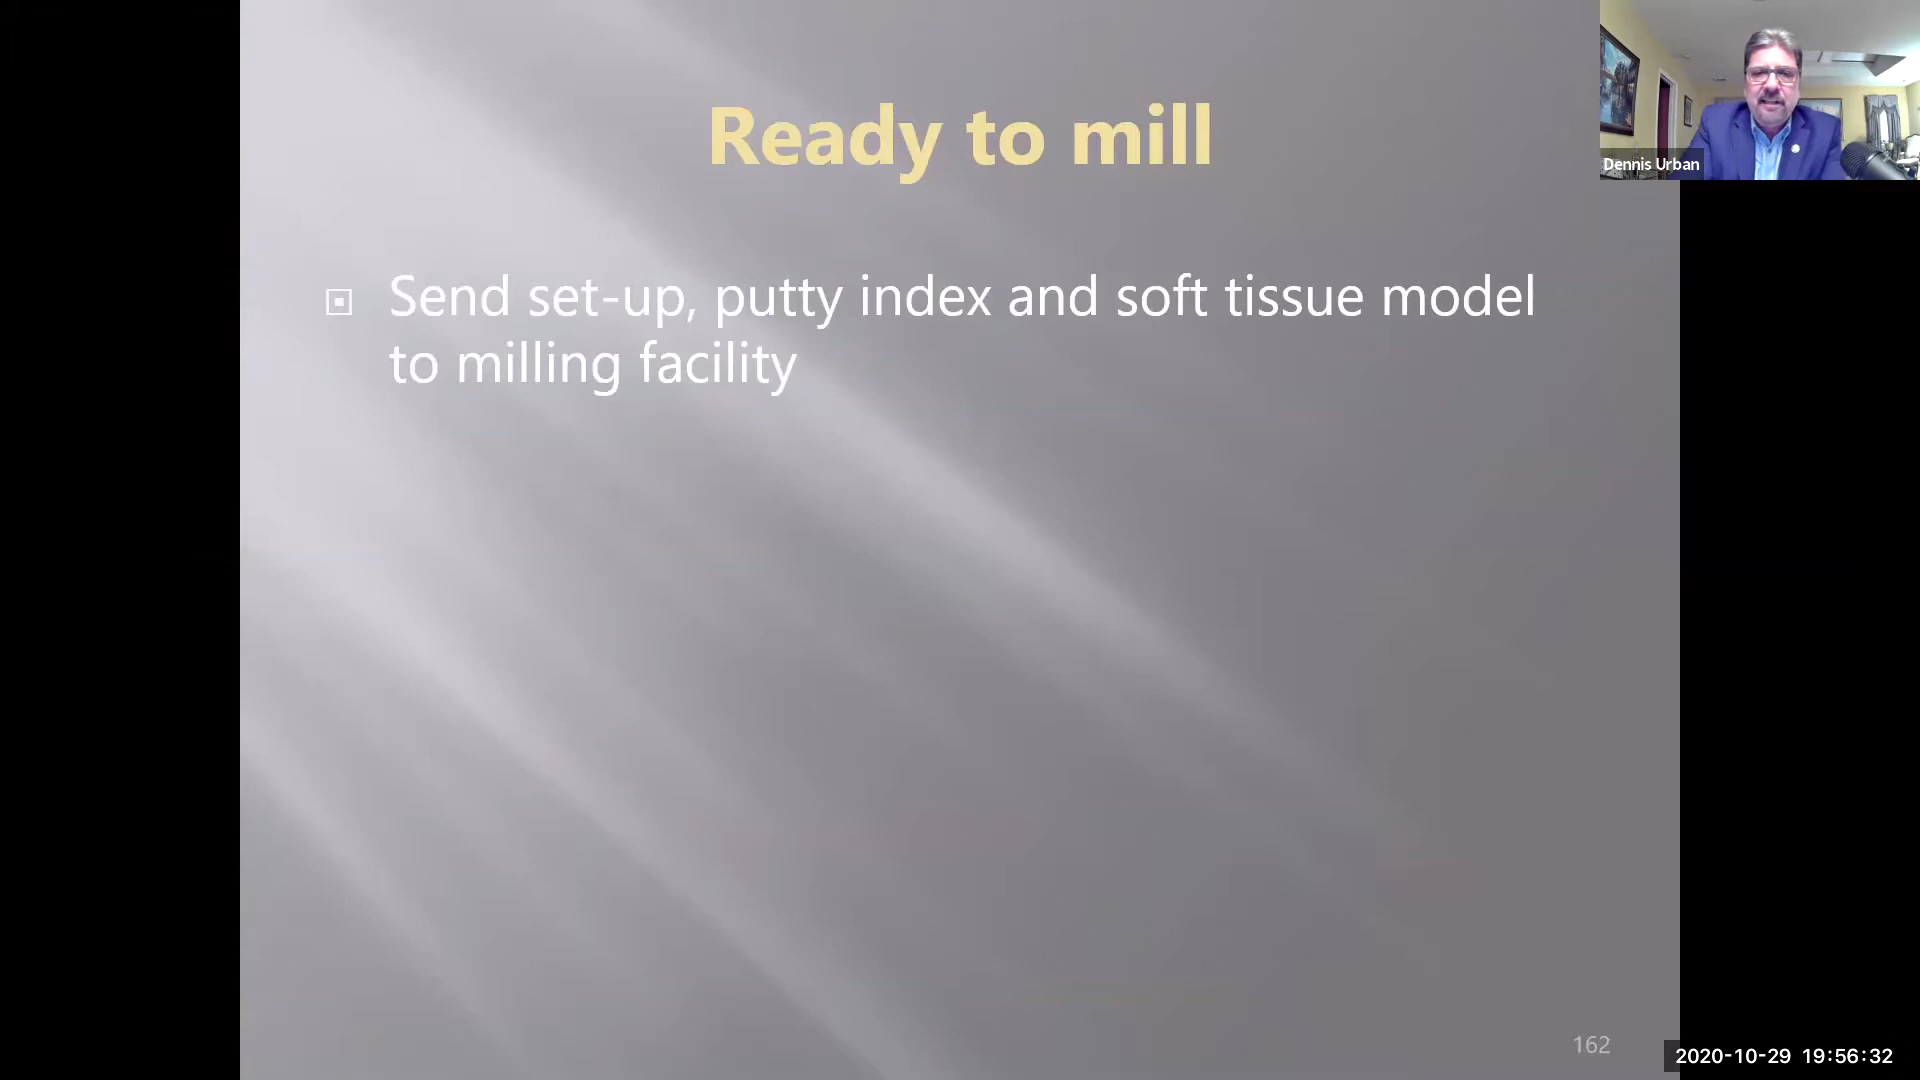 Ready to mill
Dennis Urban
Send set-up, putty index and soft tissue model
to milling facility
162
2020-10-29 19:56:32